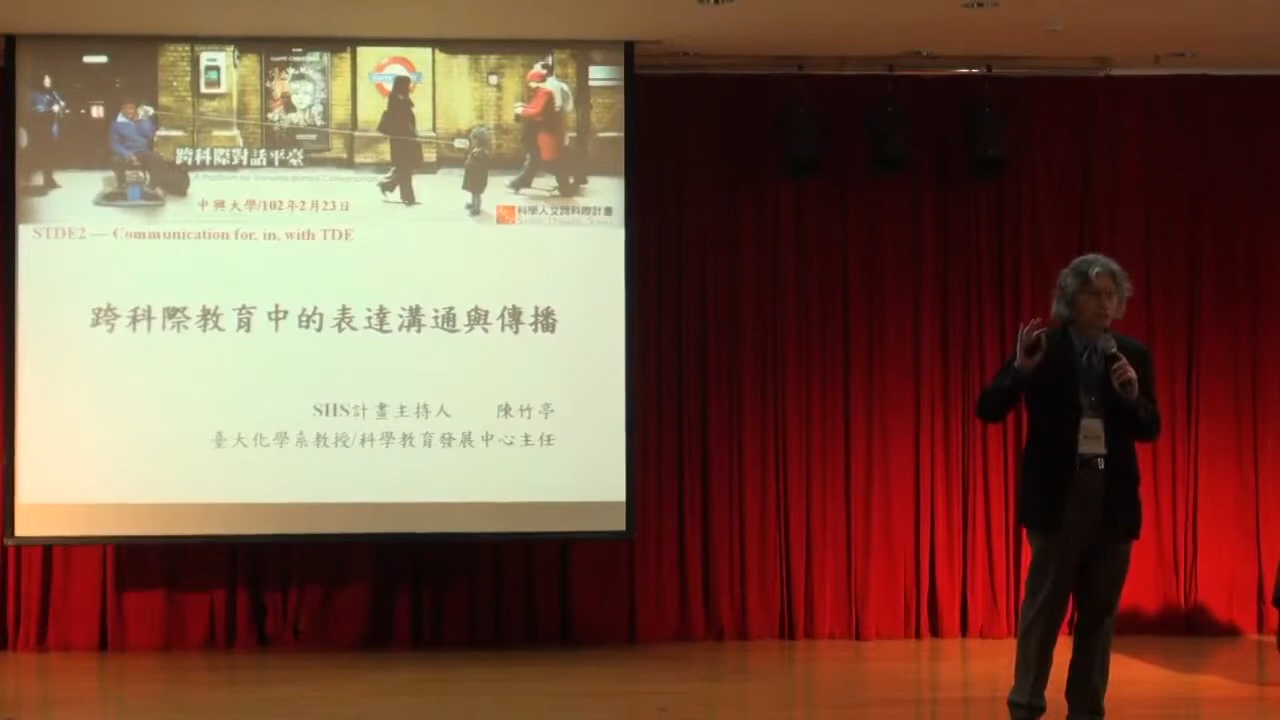 跨科際對話平臺
A Platform for Transdisciplinary Conversation
中興大學/102年2月23日
科學人文跨科際計畫
STDE2 — Communication for, in, with TDE
跨科際教育中的表達溝通與傳播
SHS計畫主持人 陳竹亭
臺大化學系教授/科學教育發展中心主任